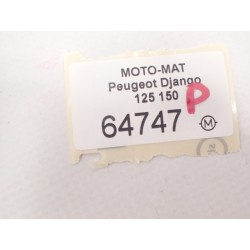 MOTO-MAT
Peugeot Django
125 150
P
64747
M